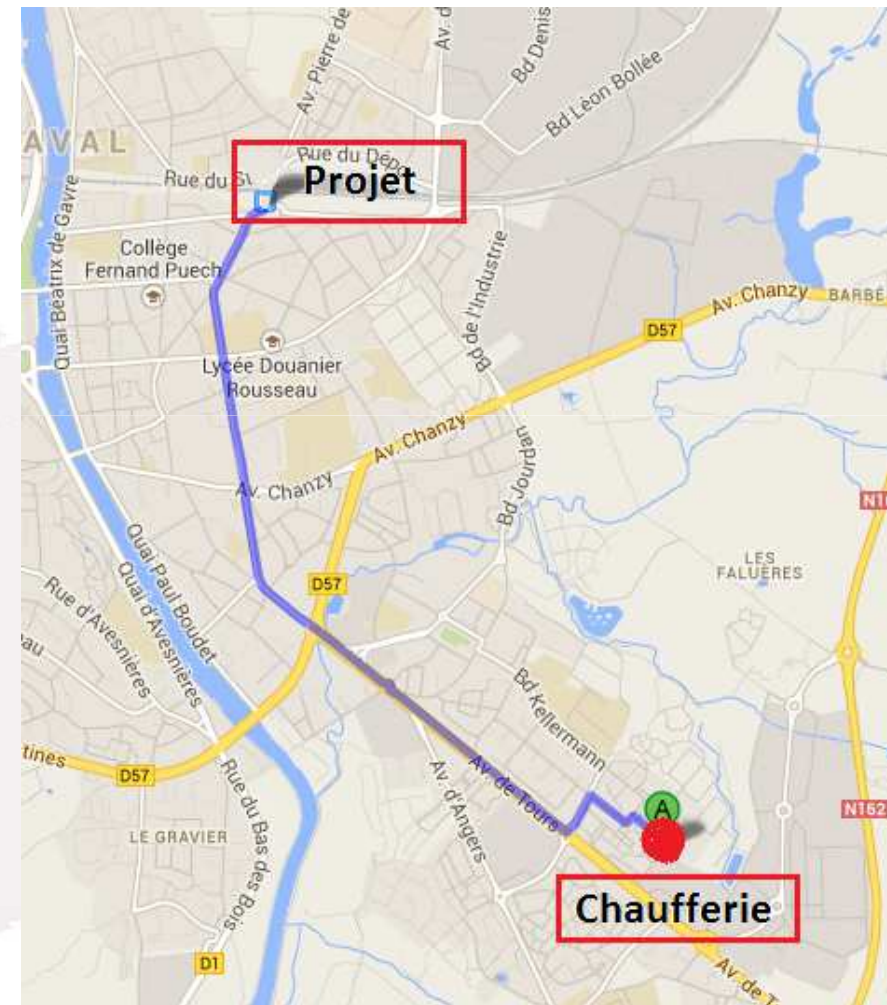 Av. Pierre de
Av. d
Bd Denis
Bd Léon Bollée
AVAL
Rue du Dépô
Rue du S
Projet
Quai Béatrix de Gavre
Collège
Fernand Puech
Bd de l'Industrie
Av. Chanzy
BARBÉ
D57
Lycée Douanier
Rousseau
Av. Chanzy
Av. Chanzy
Bd Jourdan
N16
Quai Paul Boudet
Quai d'Avesnières
Rue d'Avesnières
eau
D57
LES
FALUÈRES
Bd Kellermann
tines
D57
Rue du Bas des Bois
Av. d'Angers
Av. de Tours
A
N162
LE GRAVIER
Chaufferie
D1
Av. de T